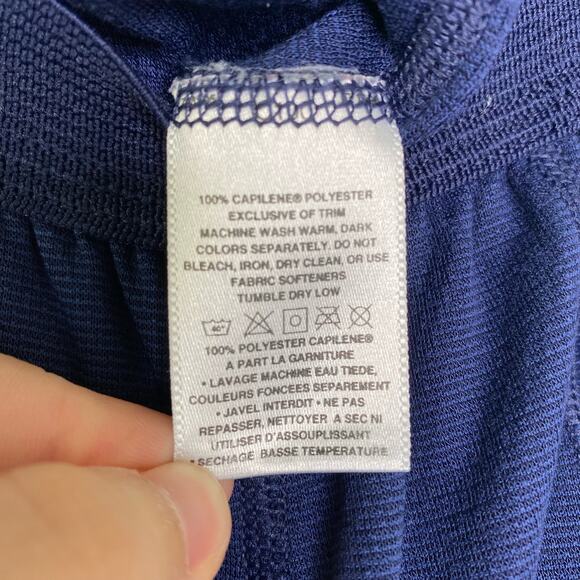 100% CAPILENE® POLYESTER
EXCLUSIVE OF TRIM
MACHINE WASH WARM, DARK
COLORS SEPARATELY. DO NOT
BLEACH, IRON, DRY CLEAN, OR USE
FABRIC SOFTENERS
TUMBLE DRY LOW
40°
100% POLYESTER CAPILENE®
A PART LA GARNITURE
• LAVAGE MACHINE EAU TIEDE,
COULEURS FONCEES SEPAREMENT
• JAVEL INTERDIT • NE PAS
REPASSER, NETTOYER A SEC NI
UTILISER D'ASSOUPLISSANT
• SECHAGE BASSE TEMPERATURE